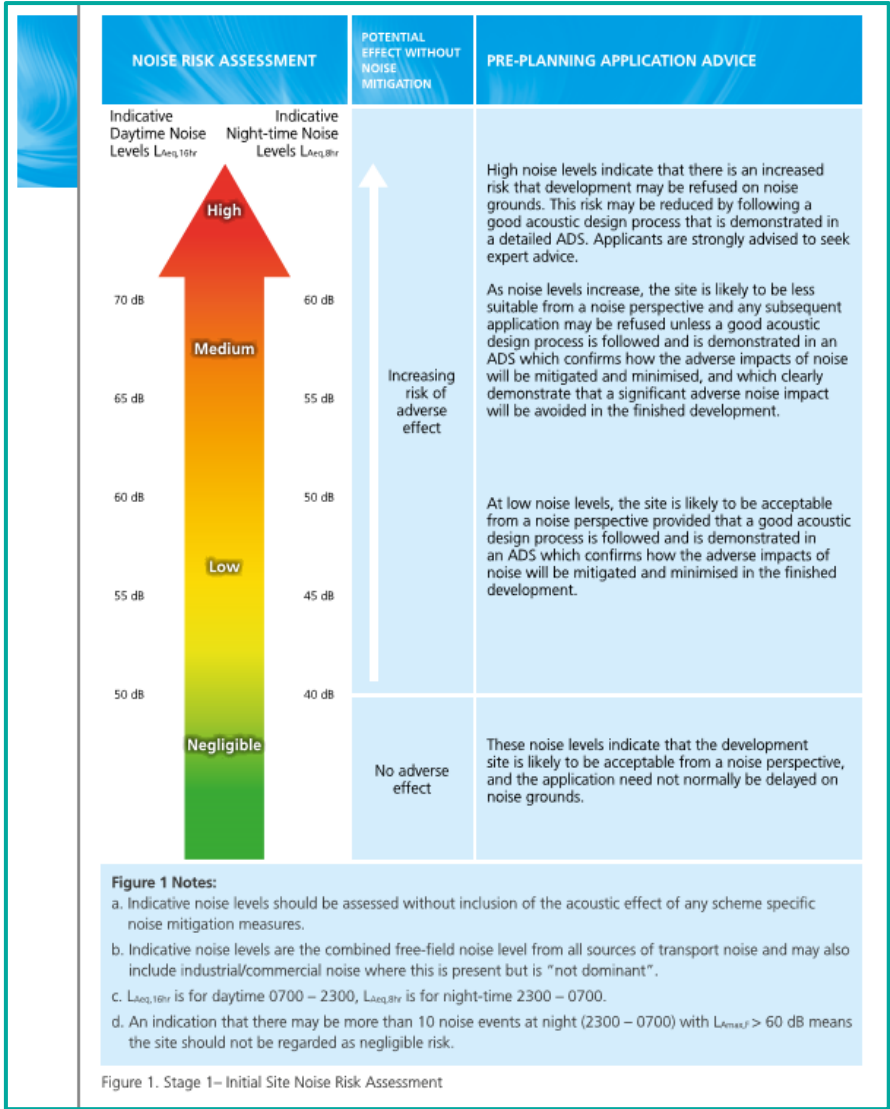 NOISE RISK ASSESSMENT
POTENTIAL
EFFECT WITHOUT
NOISE
MITIGATION
PRE-PLANNING APPLICATION ADVICE
Indicative
Daytime Noise
Levels LAeq,16hr
Indicative
Night-time Noise
Levels LAeq,8hr
High
70 dB
60 dB
Medium
65 dB
55 dB
60 dB
50 dB
Low
55 dB
45 dB
50 dB
40 dB
Negligible
Increasing
risk of
adverse
effect
No adverse
effect
High noise levels indicate that there is an increased
risk that development may be refused on noise
grounds. This risk may be reduced by following a
good acoustic design process that is demonstrated in
a detailed ADS. Applicants are strongly advised to seek
expert advice.
As noise levels increase, the site is likely to be less
suitable from a noise perspective and any subsequent
application may be refused unless a good acoustic
design process is followed and is demonstrated in an
ADS which confirms how the adverse impacts of noise
will be mitigated and minimised, and which clearly
demonstrate that a significant adverse noise impact
will be avoided in the finished development.
At low noise levels, the site is likely to be acceptable
from a noise perspective provided that a good acoustic
design process is followed and is demonstrated in
an ADS which confirms how the adverse impacts of
noise will be mitigated and minimised in the finished
development.
These noise levels indicate that the development
site is likely to be acceptable from a noise perspective,
and the application need not normally be delayed on
noise grounds.
Figure 1 Notes:
a. Indicative noise levels should be assessed without inclusion of the acoustic effect of any scheme specific
noise mitigation measures.
b. Indicative noise levels are the combined free-field noise level from all sources of transport noise and may also
include industrial/commercial noise where this is present but is “not dominant”.
c. LAeq,16hr is for daytime 0700 – 2300, LAeq,8hr is for night-time 2300 – 0700.
d. An indication that there may be more than 10 noise events at night (2300 – 0700) with LAmax,F > 60 dB means
the site should not be regarded as negligible risk.
Figure 1. Stage 1– Initial Site Noise Risk Assessment